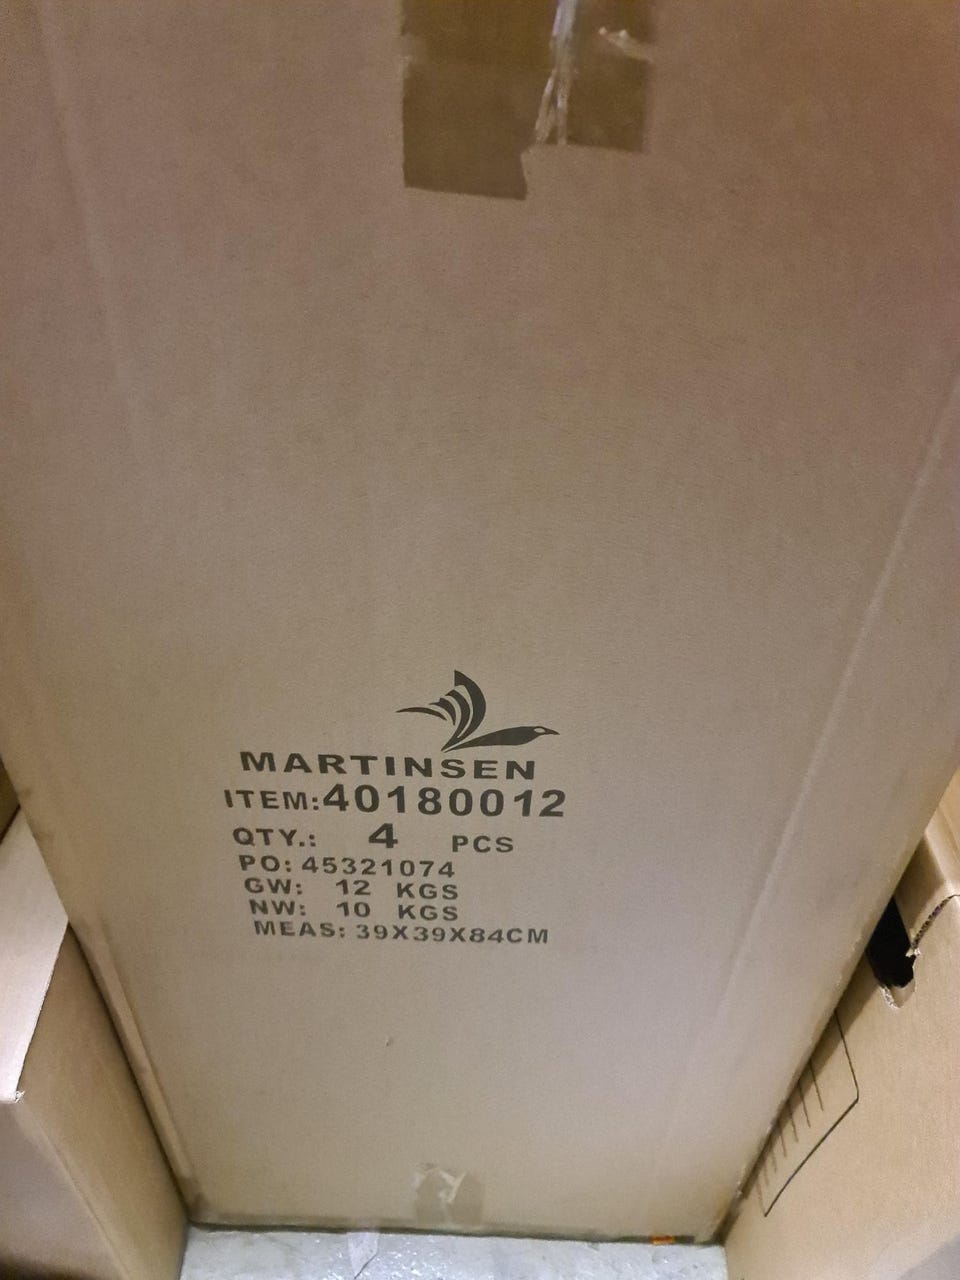 MARTINSEN
ITEM:40180012
QTY.: 4 PCS
PO: 45321074
GW: 12 KGS
NW: 10 KGS
MEAS: 39X39X84CM